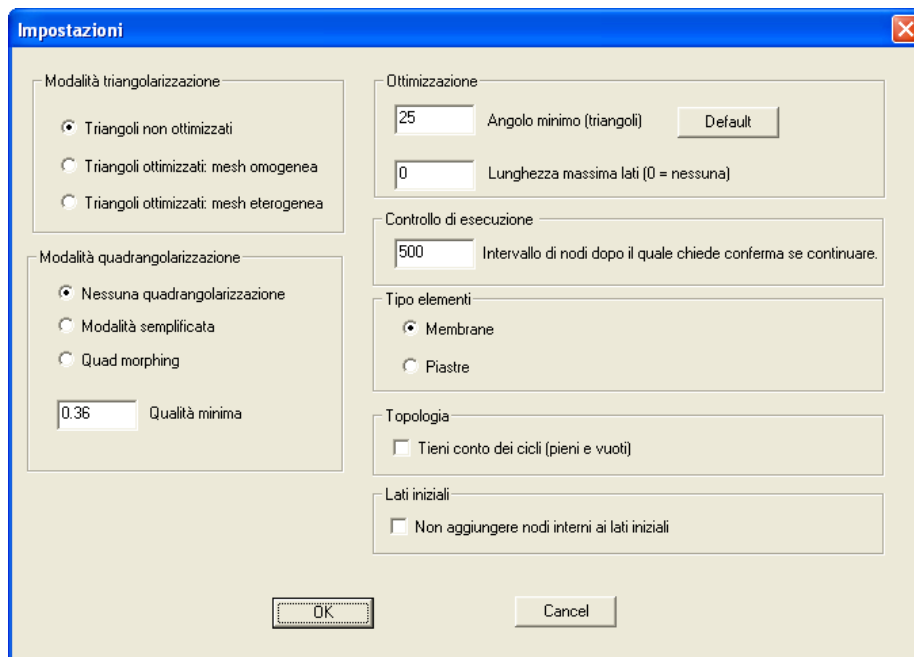 Impostazioni
Modalità triangolarizzazione
Triangoli non ottimizzati
Triangoli ottimizzati: mesh omogenea
Triangoli ottimizzati: mesh eterogenea
Modalità quadrangolarizzazione
Nessuna quadrangolarizzazione
Modalità semplificata
Quad morphing
0.36 Qualità minima
Ottimizzazione
25 Angolo minimo (triangoli) Default
0 Lunghezza massima lati (0 = nessuna)
Controllo di esecuzione
500 Intervallo di nodi dopo il quale chiede conferma se continuare.
Tipo elementi
Membrane
Piastre
Topologia
Tieni conto dei cicli (pieni e vuoti)
Lati iniziali
Non aggiungere nodi interni ai lati iniziali
OK Cancel